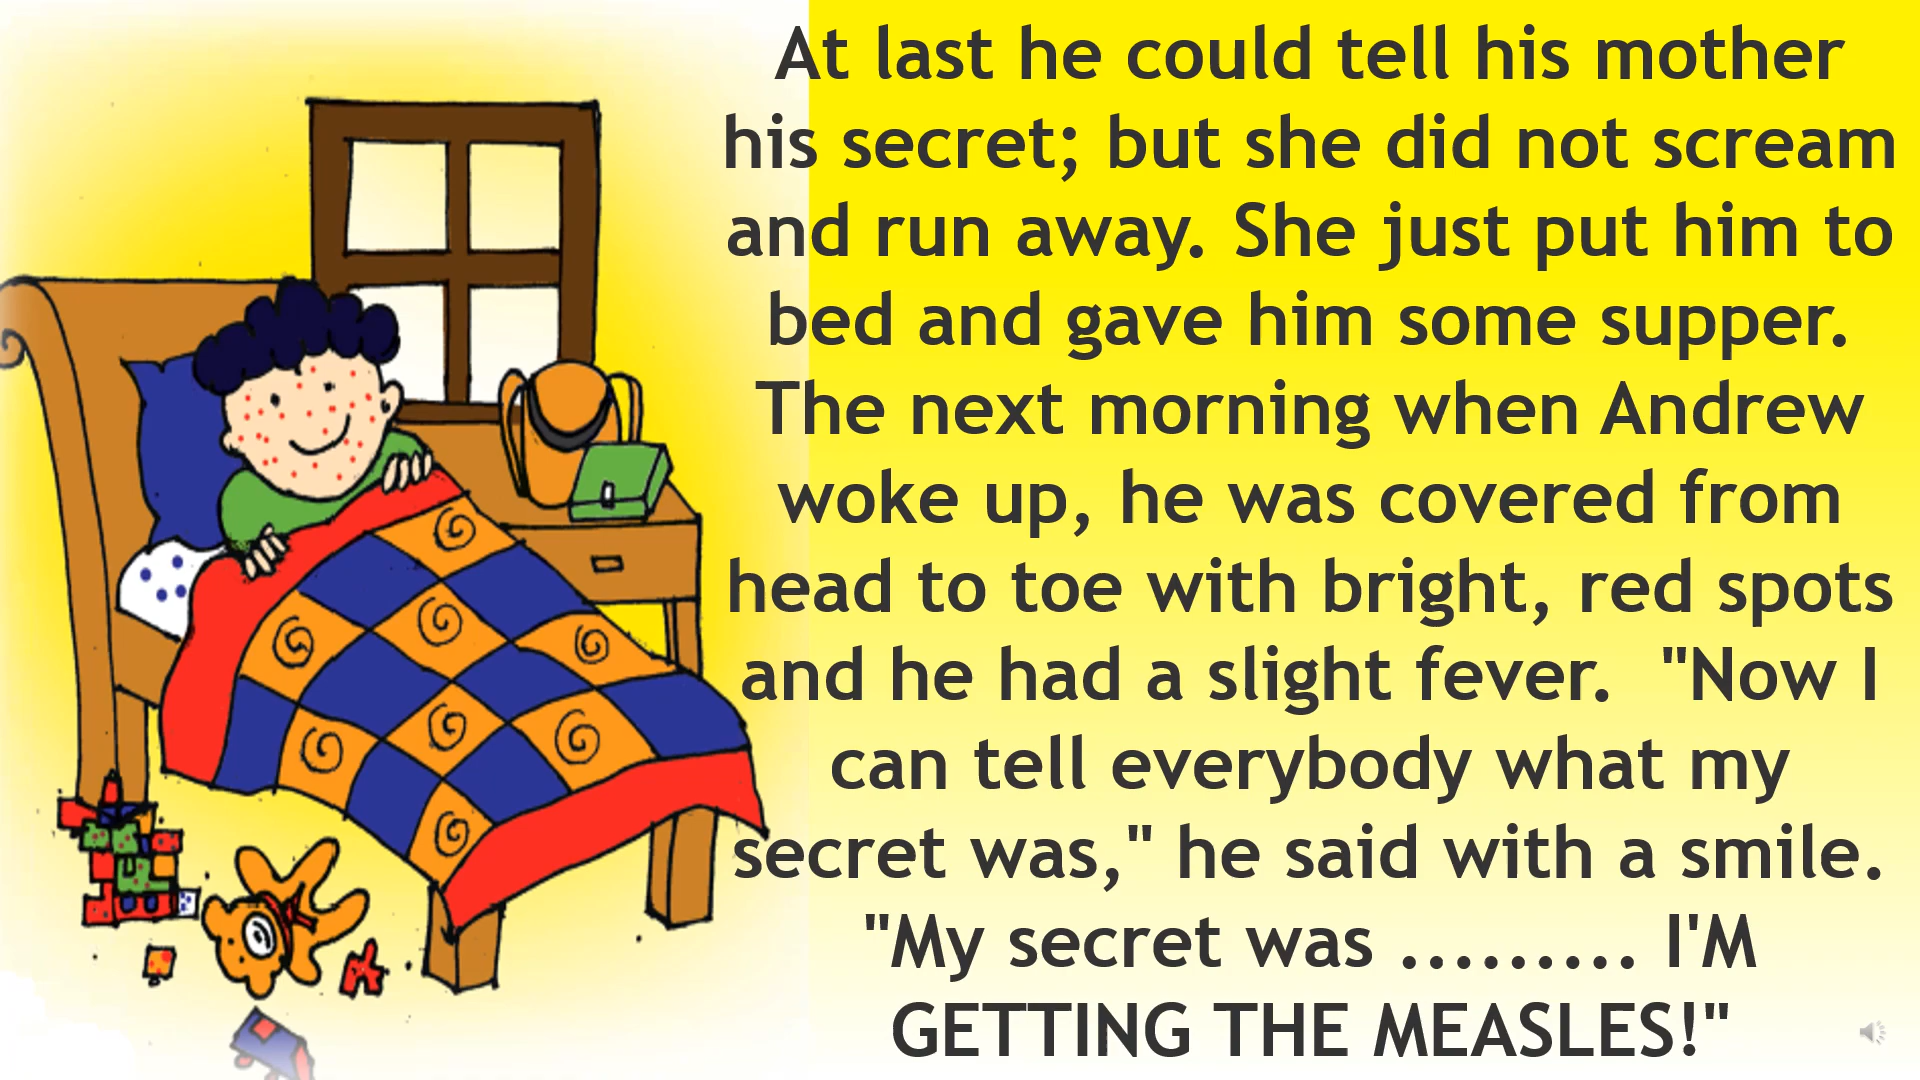 At last he could tell his mother
his secret; but she did not scream
and run away. She just put him to
bed and gave him some supper.
The next morning when Andrew
woke up, he was covered from
head to toe with bright, red spots
and he had a slight fever.  "Now I
can tell everybody what my
secret was," he said with a smile.
"My secret was ......... I'M
GETTING THE MEASLES!"